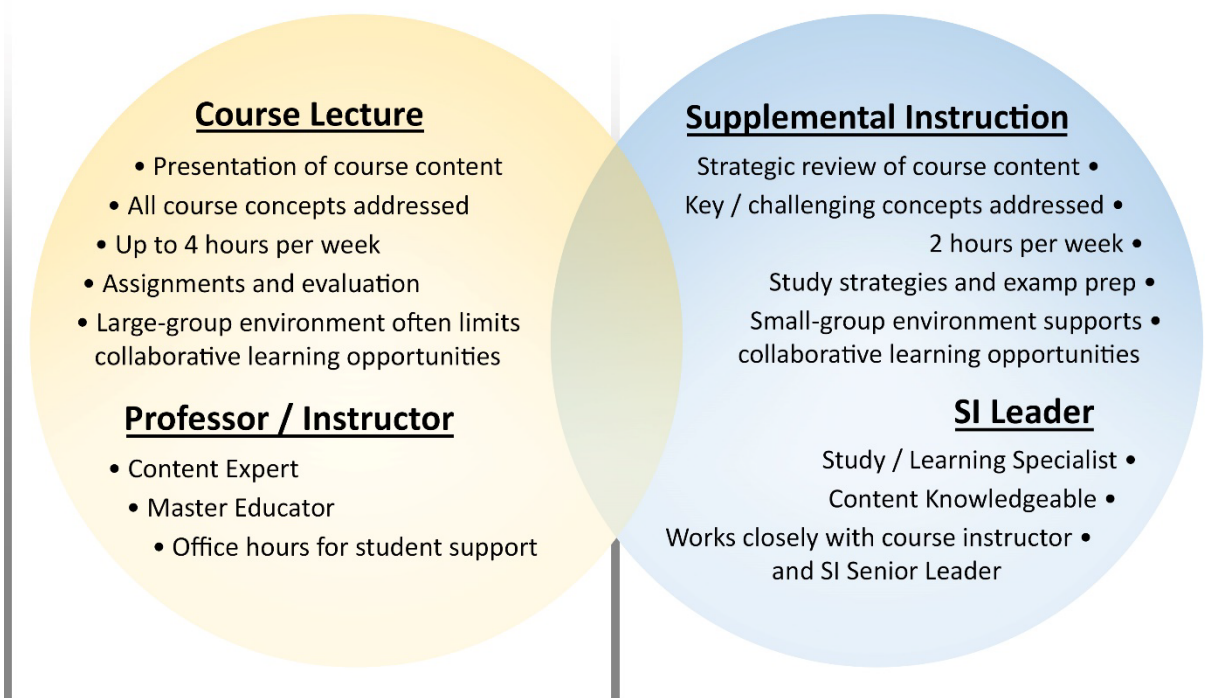 Course Lecture
• Presentation of course content
• All course concepts addressed
• Up to 4 hours per week
• Assignments and evaluation
• Large-group environment often limits
collaborative learning opportunities
Professor / Instructor
• Content Expert
• Master Educator
• Office hours for student support
Supplemental Instruction
Strategic review of course content •
Key / challenging concepts addressed •
2 hours per week •
Study strategies and examp prep •
Small-group environment supports •
collaborative learning opportunities
SI Leader
Study / Learning Specialist •
Content Knowledgeable •
Works closely with course instructor •
and SI Senior Leader